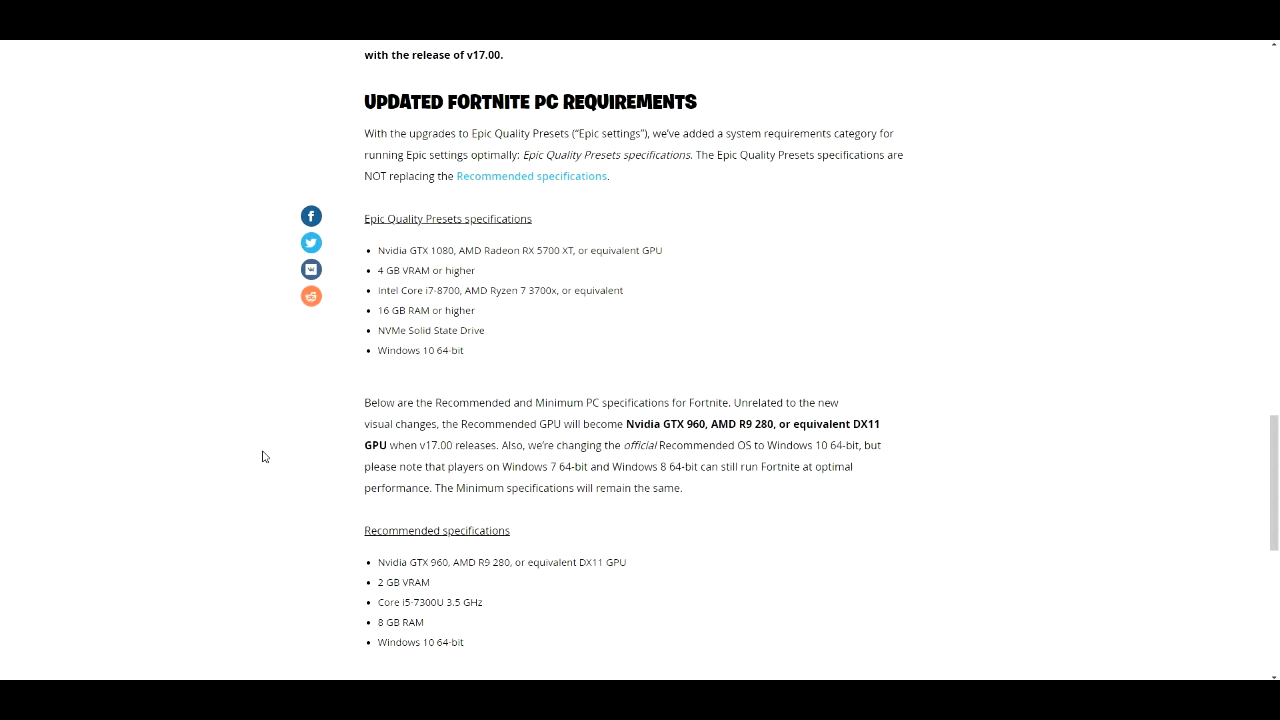 with the release of v17.00.
UPDATED FORTNITE PC REQUIREMENTS
With the upgrades to Epic Quality Presets (“Epic settings”), we’ve added a system requirements category for
running Epic settings optimally: Epic Quality Presets specifications. The Epic Quality Presets specifications are
NOT replacing the Recommended specifications.
Epic Quality Presets specifications
• Nvidia GTX 1080, AMD Radeon RX 5700 XT, or equivalent GPU
• 4 GB VRAM or higher
• Intel Core i7-8700, AMD Ryzen 7 3700x, or equivalent
• 16 GB RAM or higher
• NVMe Solid State Drive
• Windows 10 64-bit
Below are the Recommended and Minimum PC specifications for Fortnite. Unrelated to the new
visual changes, the Recommended GPU will become Nvidia GTX 960, AMD R9 280, or equivalent DX11
GPU when v17.00 releases. Also, we’re changing the official Recommended OS to Windows 10 64-bit, but
please note that players on Windows 7 64-bit and Windows 8 64-bit can still run Fortnite at optimal
performance. The Minimum specifications will remain the same.
Recommended specifications
• Nvidia GTX 960, AMD R9 280, or equivalent DX11 GPU
• 2 GB VRAM
• Core i5-7300U 3.5 GHz
• 8 GB RAM
• Windows 10 64-bit